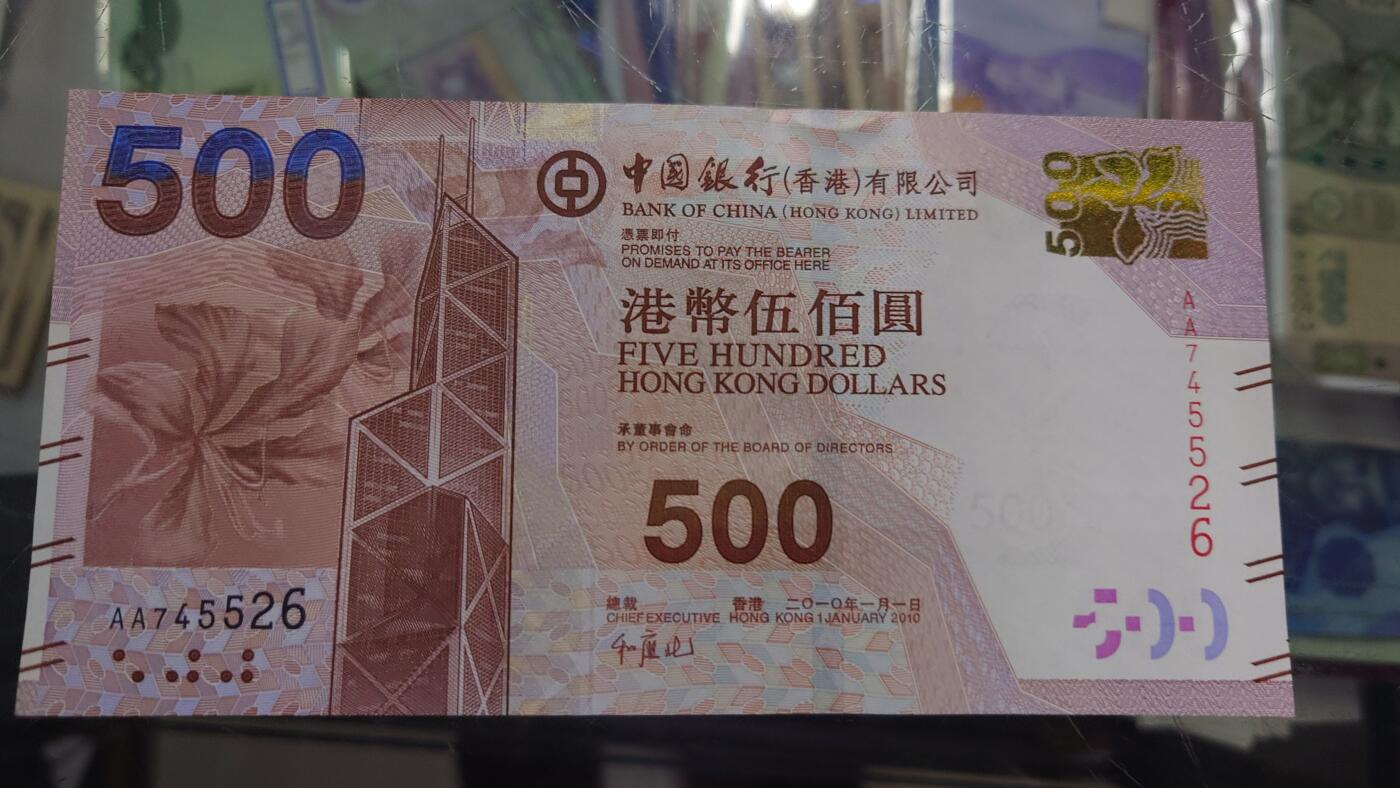 500
中國銀行(香港)有限公司
BANK OF CHINA (HONG KONG) LIMITED
憑票即付
PROMISES TO PAY THE BEARER
ON DEMAND AT ITS OFFICE HERE
港幣伍佰圓
FIVE HUNDRED
HONG KONG DOLLARS
承董事會命
BY ORDER OF THE BOARD OF DIRECTORS
500
總裁 香港 二〇一〇年一月一日
CHIEF EXECUTIVE HONG KONG 1 JANUARY 2010
AA745526
500
AA745526
500
500